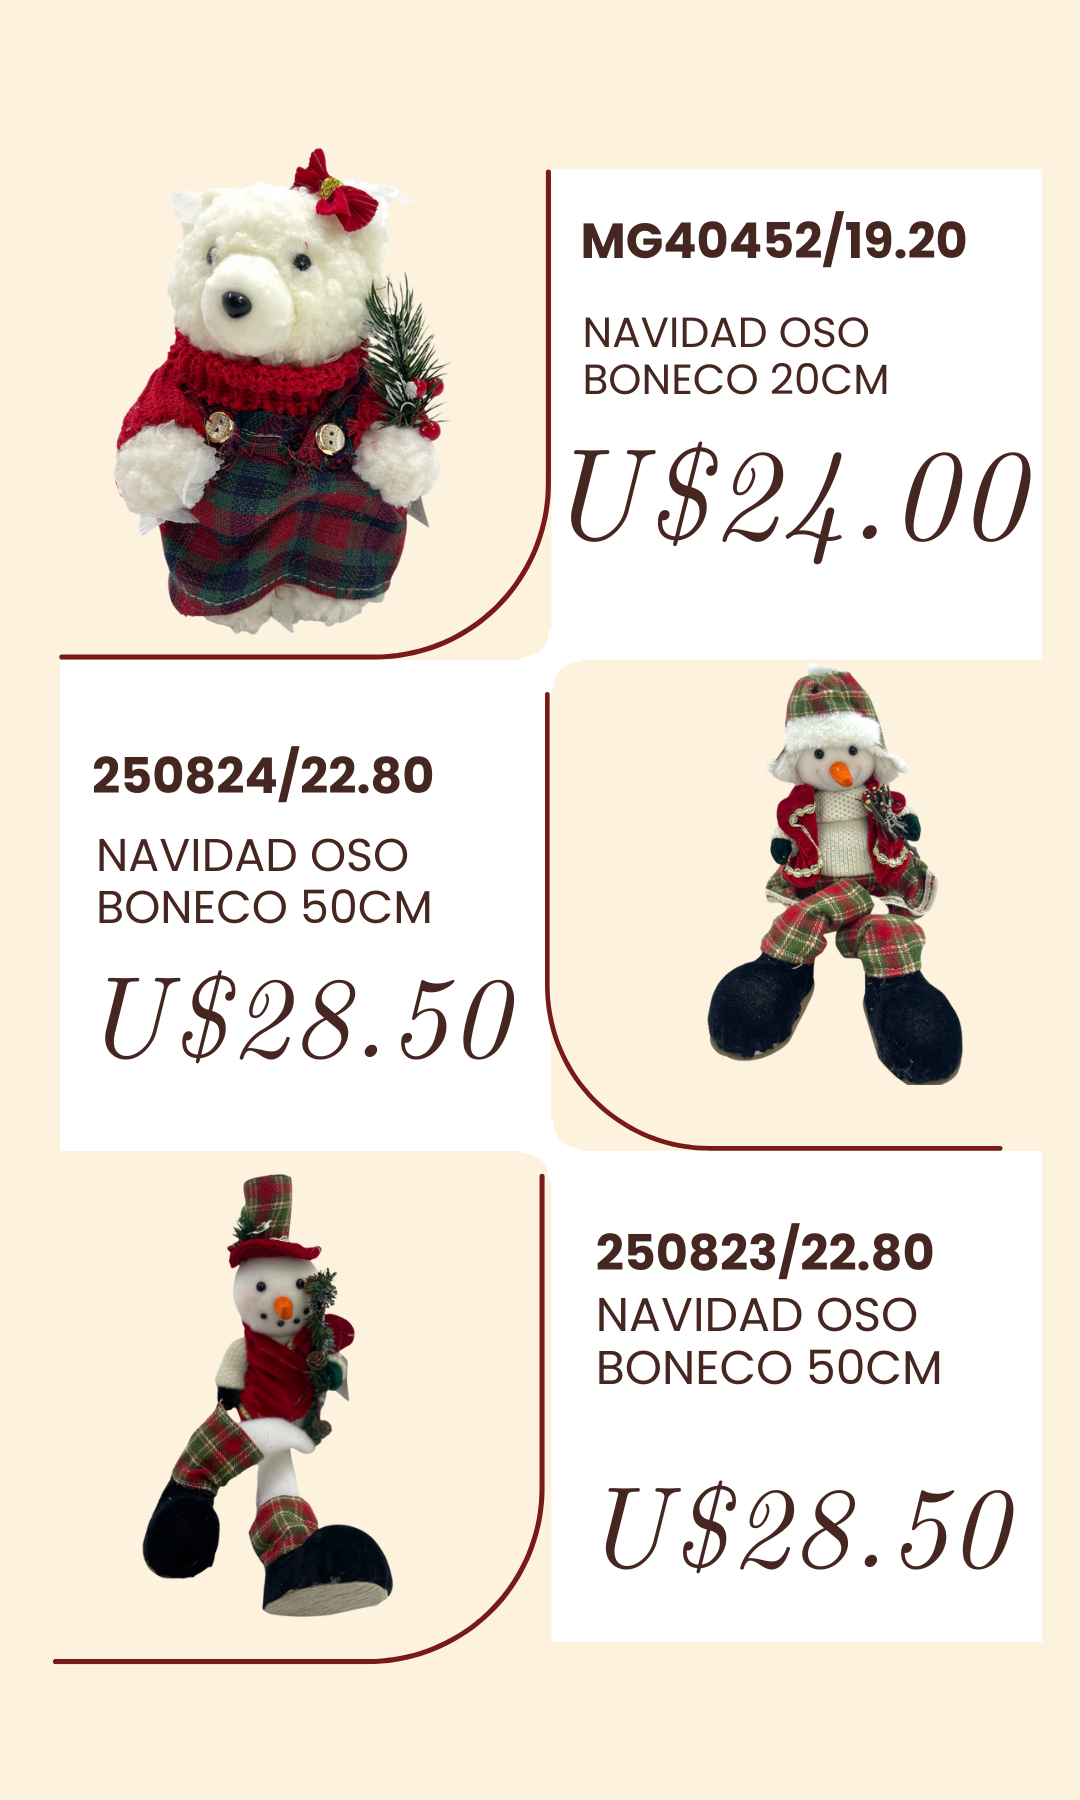 MG40452/19.20
NAVIDAD OSO
BONECO 20CM
U$24.00
250824/22.80
NAVIDAD OSO
BONECO 50CM
U$28.50
250823/22.80
NAVIDAD OSO
BONECO 50CM
U$28.50